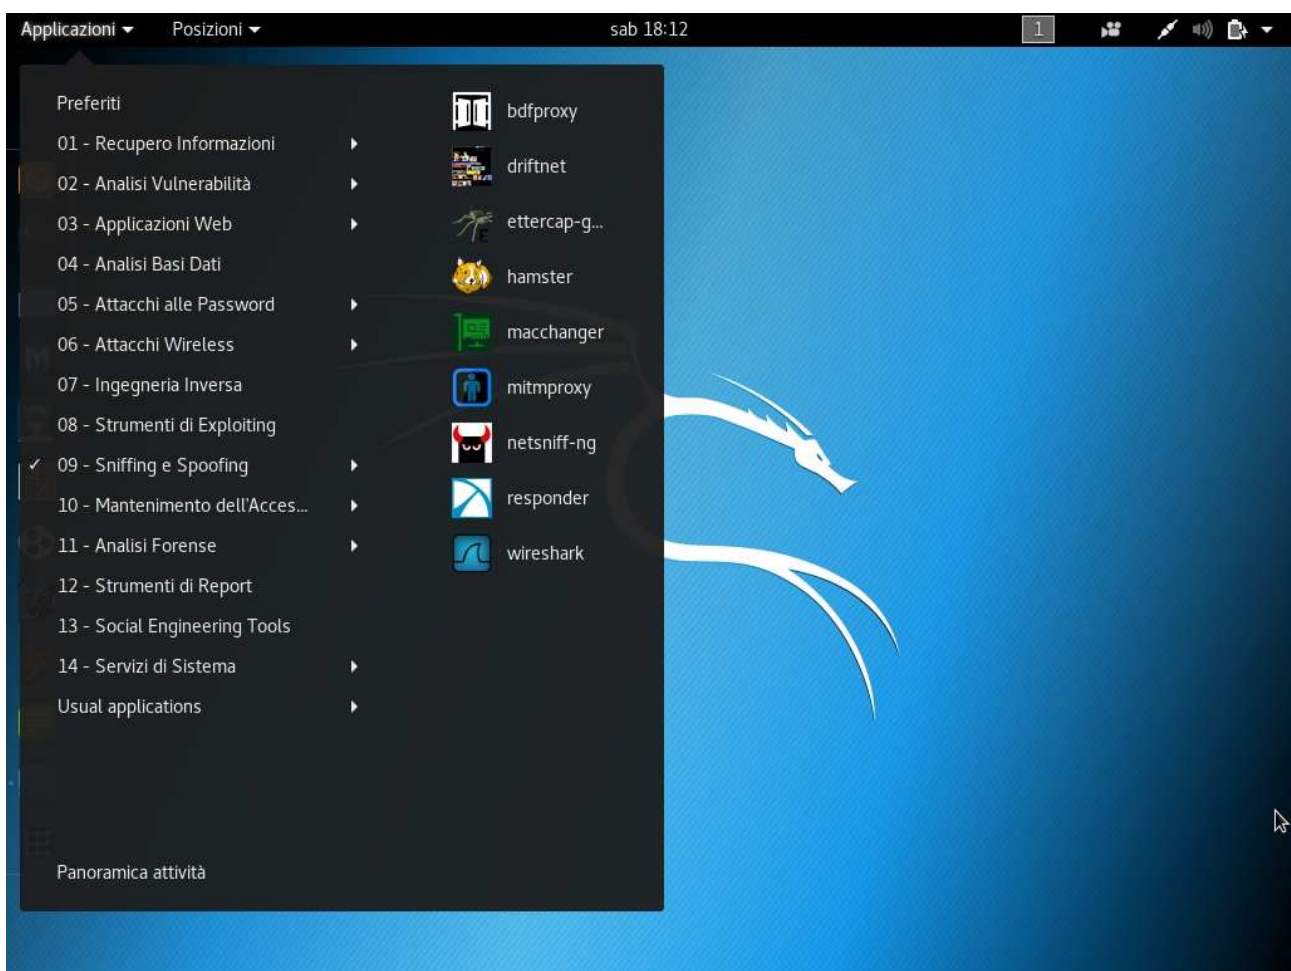 Applicazioni Posizioni sab 18:12 1
Preferiti
01 - Recupero Informazioni
02 - Analisi Vulnerabilità
03 - Applicazioni Web
04 - Analisi Basi Dati
05 - Attacchi alle Password
06 - Attacchi Wireless
07 - Ingegneria Inversa
08 - Strumenti di Exploiting
09 - Sniffing e Spoofing
10 - Mantenimento dell'Acces...
11 - Analisi Forense
12 - Strumenti di Report
13 - Social Engineering Tools
14 - Servizi di Sistema
Usual applications
Panoramica attività
bdfproxy
driftnet
ettercap-g...
hamster
macchanger
mitmproxy
netsniff-ng
responder
wireshark